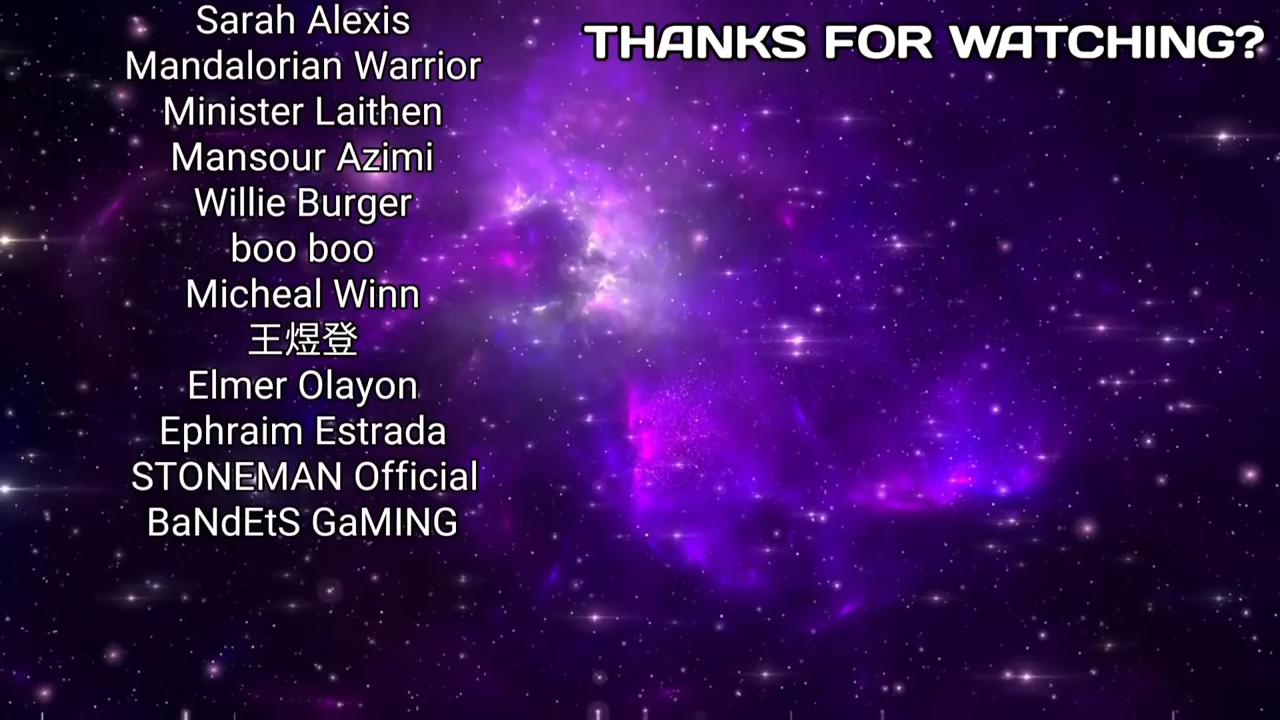 Sarah Alexis
Mandalorian Warrior
Minister Laithen
Mansour Azimi
Willie Burger
boo boo
Micheal Winn
王煜登
Elmer Olayon
Ephraim Estrada
STONEMAN Official
BaNdEtS GaMING
THANKS FOR WATCHING?